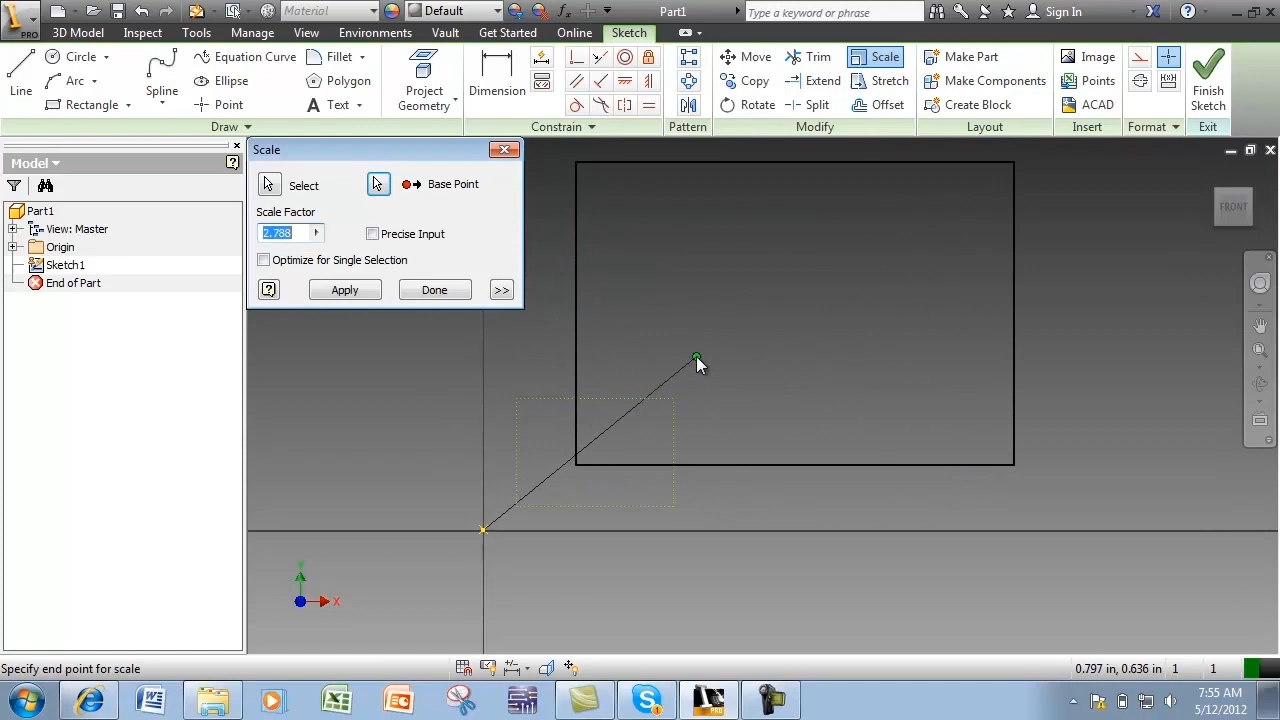 Material
Default
Part1
Type a keyword or phrase
Sign In
PRO
3D Model
Inspect
Tools
Manage
View
Environments
Vault
Get Started
Online
Sketch
Line
Circle
Arc
Rectangle
Spline
Equation Curve
Ellipse
Point
Fillet
Polygon
Text
Project
Geometry
Dimension
Move
Copy
Rotate
Trim
Extend
Split
Scale
Stretch
Offset
Make Part
Make Components
Create Block
Image
Points
ACAD
Finish
Sketch
Draw
Constrain
Pattern
Modify
Layout
Insert
Format
Exit
Model
Part1
View: Master
Origin
Sketch1
End of Part
Scale
Select
Base Point
Scale Factor
2.788
Precise Input
Optimize for Single Selection
Apply
Done
>>
FRONT
X
Specify end point for scale
0.797 in, 0.636 in
1
1
7:55 AM
5/12/2012